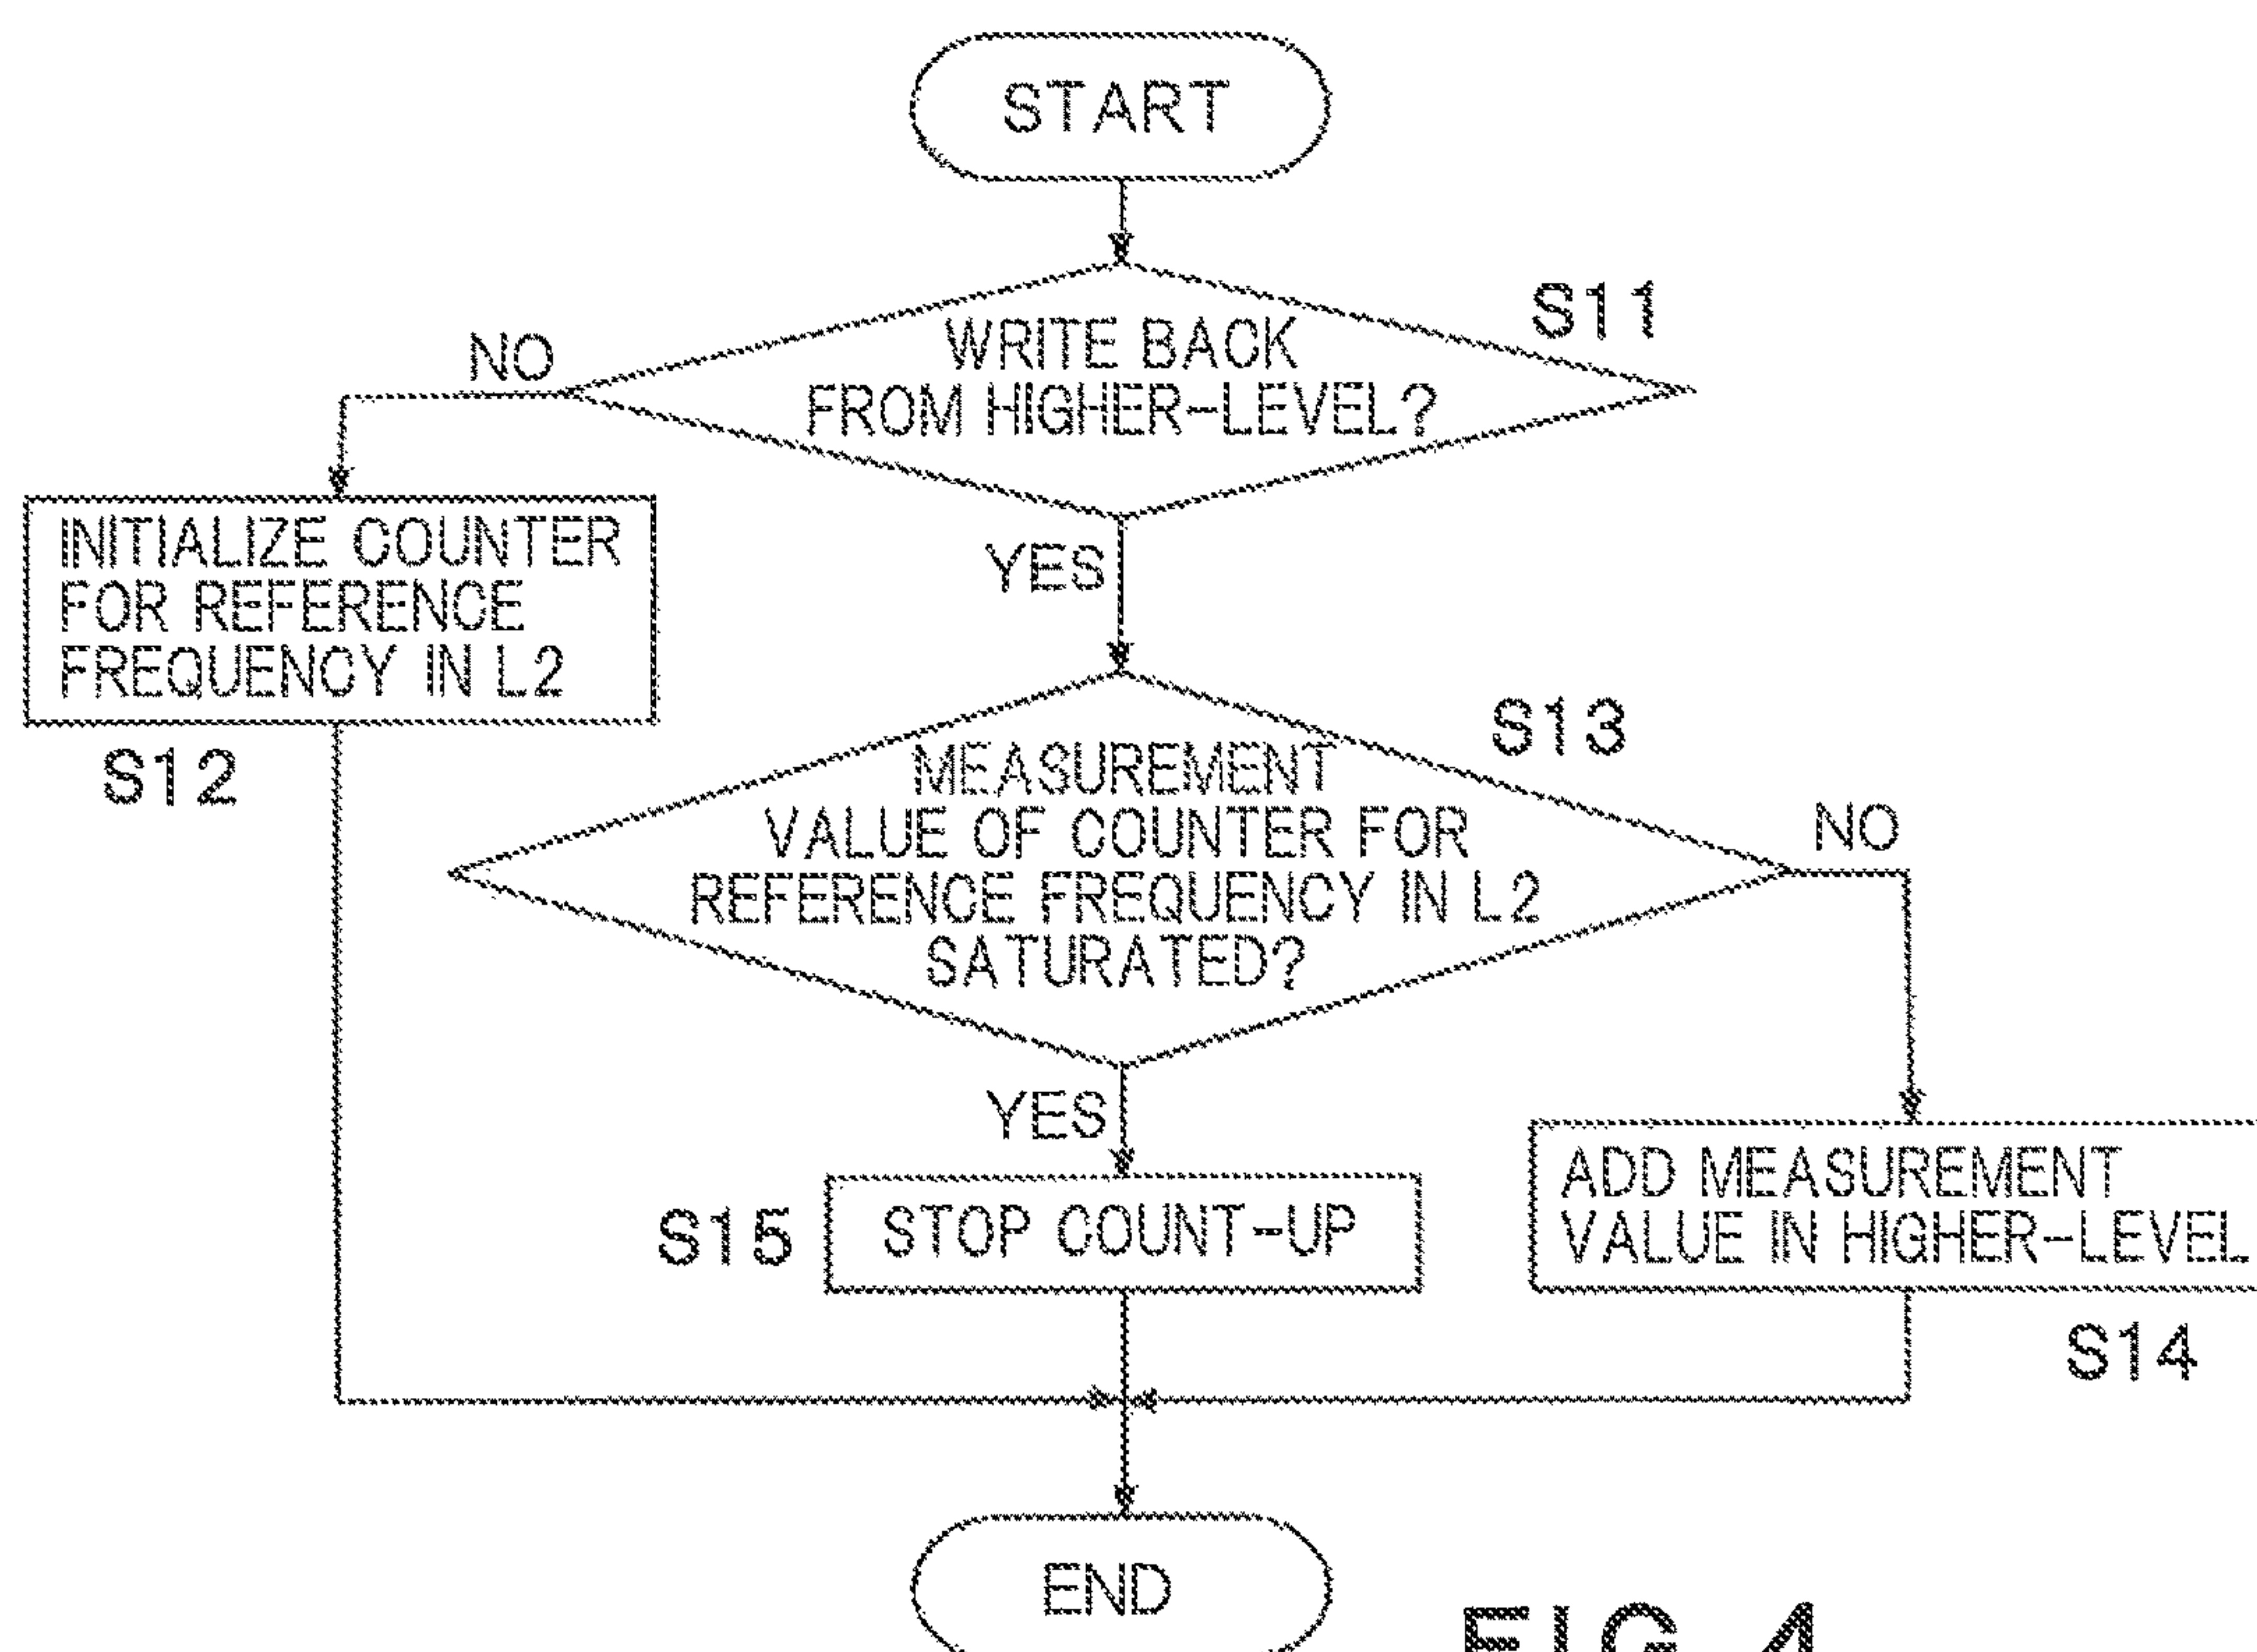 START
S11
WRITE BACK
FROM HIGHER-LEVEL?
NO
YES
INITIALIZE COUNTER
FOR REFERENCE
FREQUENCY IN L2
S12
S13
MEASUREMENT
VALUE OF COUNTER FOR
REFERENCE FREQUENCY IN L2
SATURATED?
NO
YES
S15
STOP COUNT-UP
ADD MEASUREMENT
VALUE IN HIGHER-LEVEL
S14
END
FIG.4